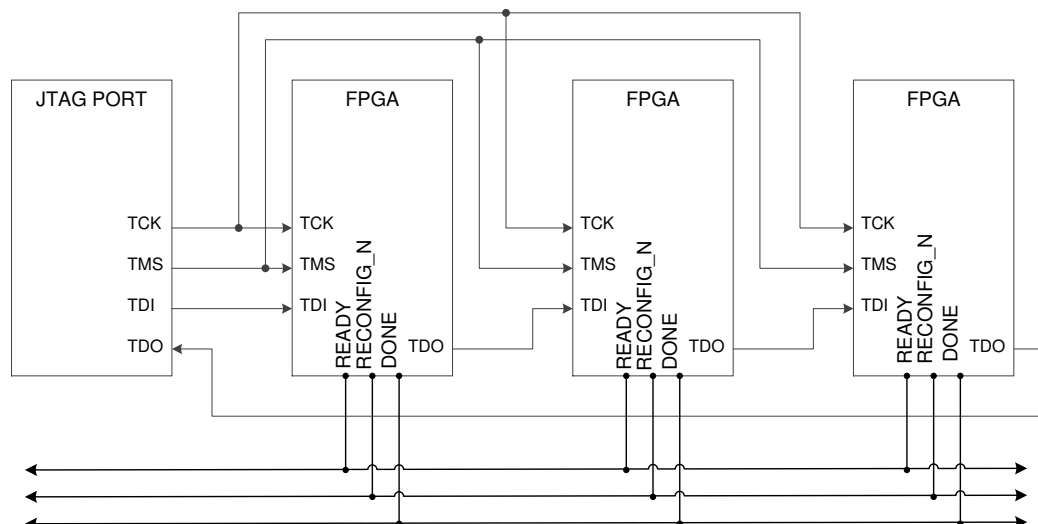 JTAG PORT
TCK
TMS
TDI
TDO
FPGA
TCK
TMS
TDI
READY
RECONFIG_N
DONE
TDO
FPGA
TCK
TMS
TDI
READY
RECONFIG_N
DONE
TDO
FPGA
TCK
TMS
TDI
READY
RECONFIG_N
DONE
TDO